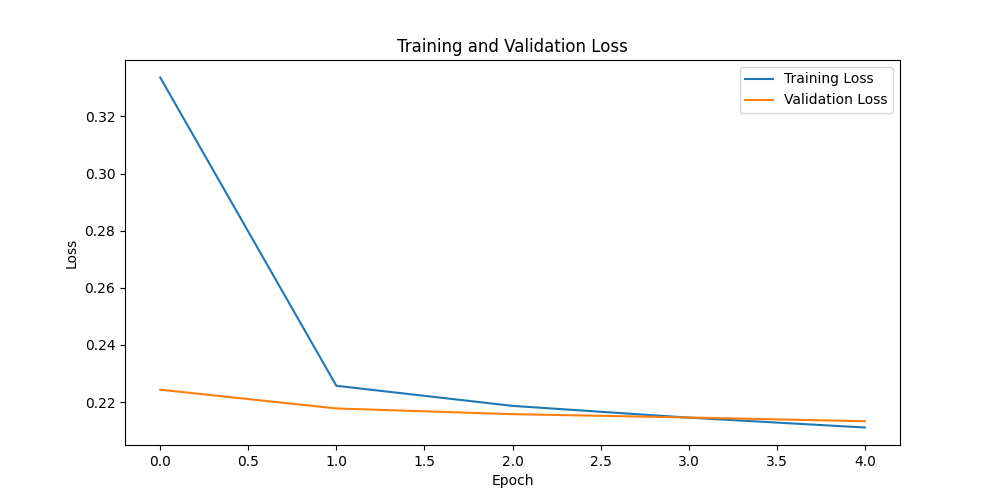 Training and Validation Loss
Training Loss
Validation Loss
0.32
0.30
0.28
0.26
0.24
0.22
Loss
0.0 0.5 1.0 1.5 2.0 2.5 3.0 3.5 4.0
Epoch